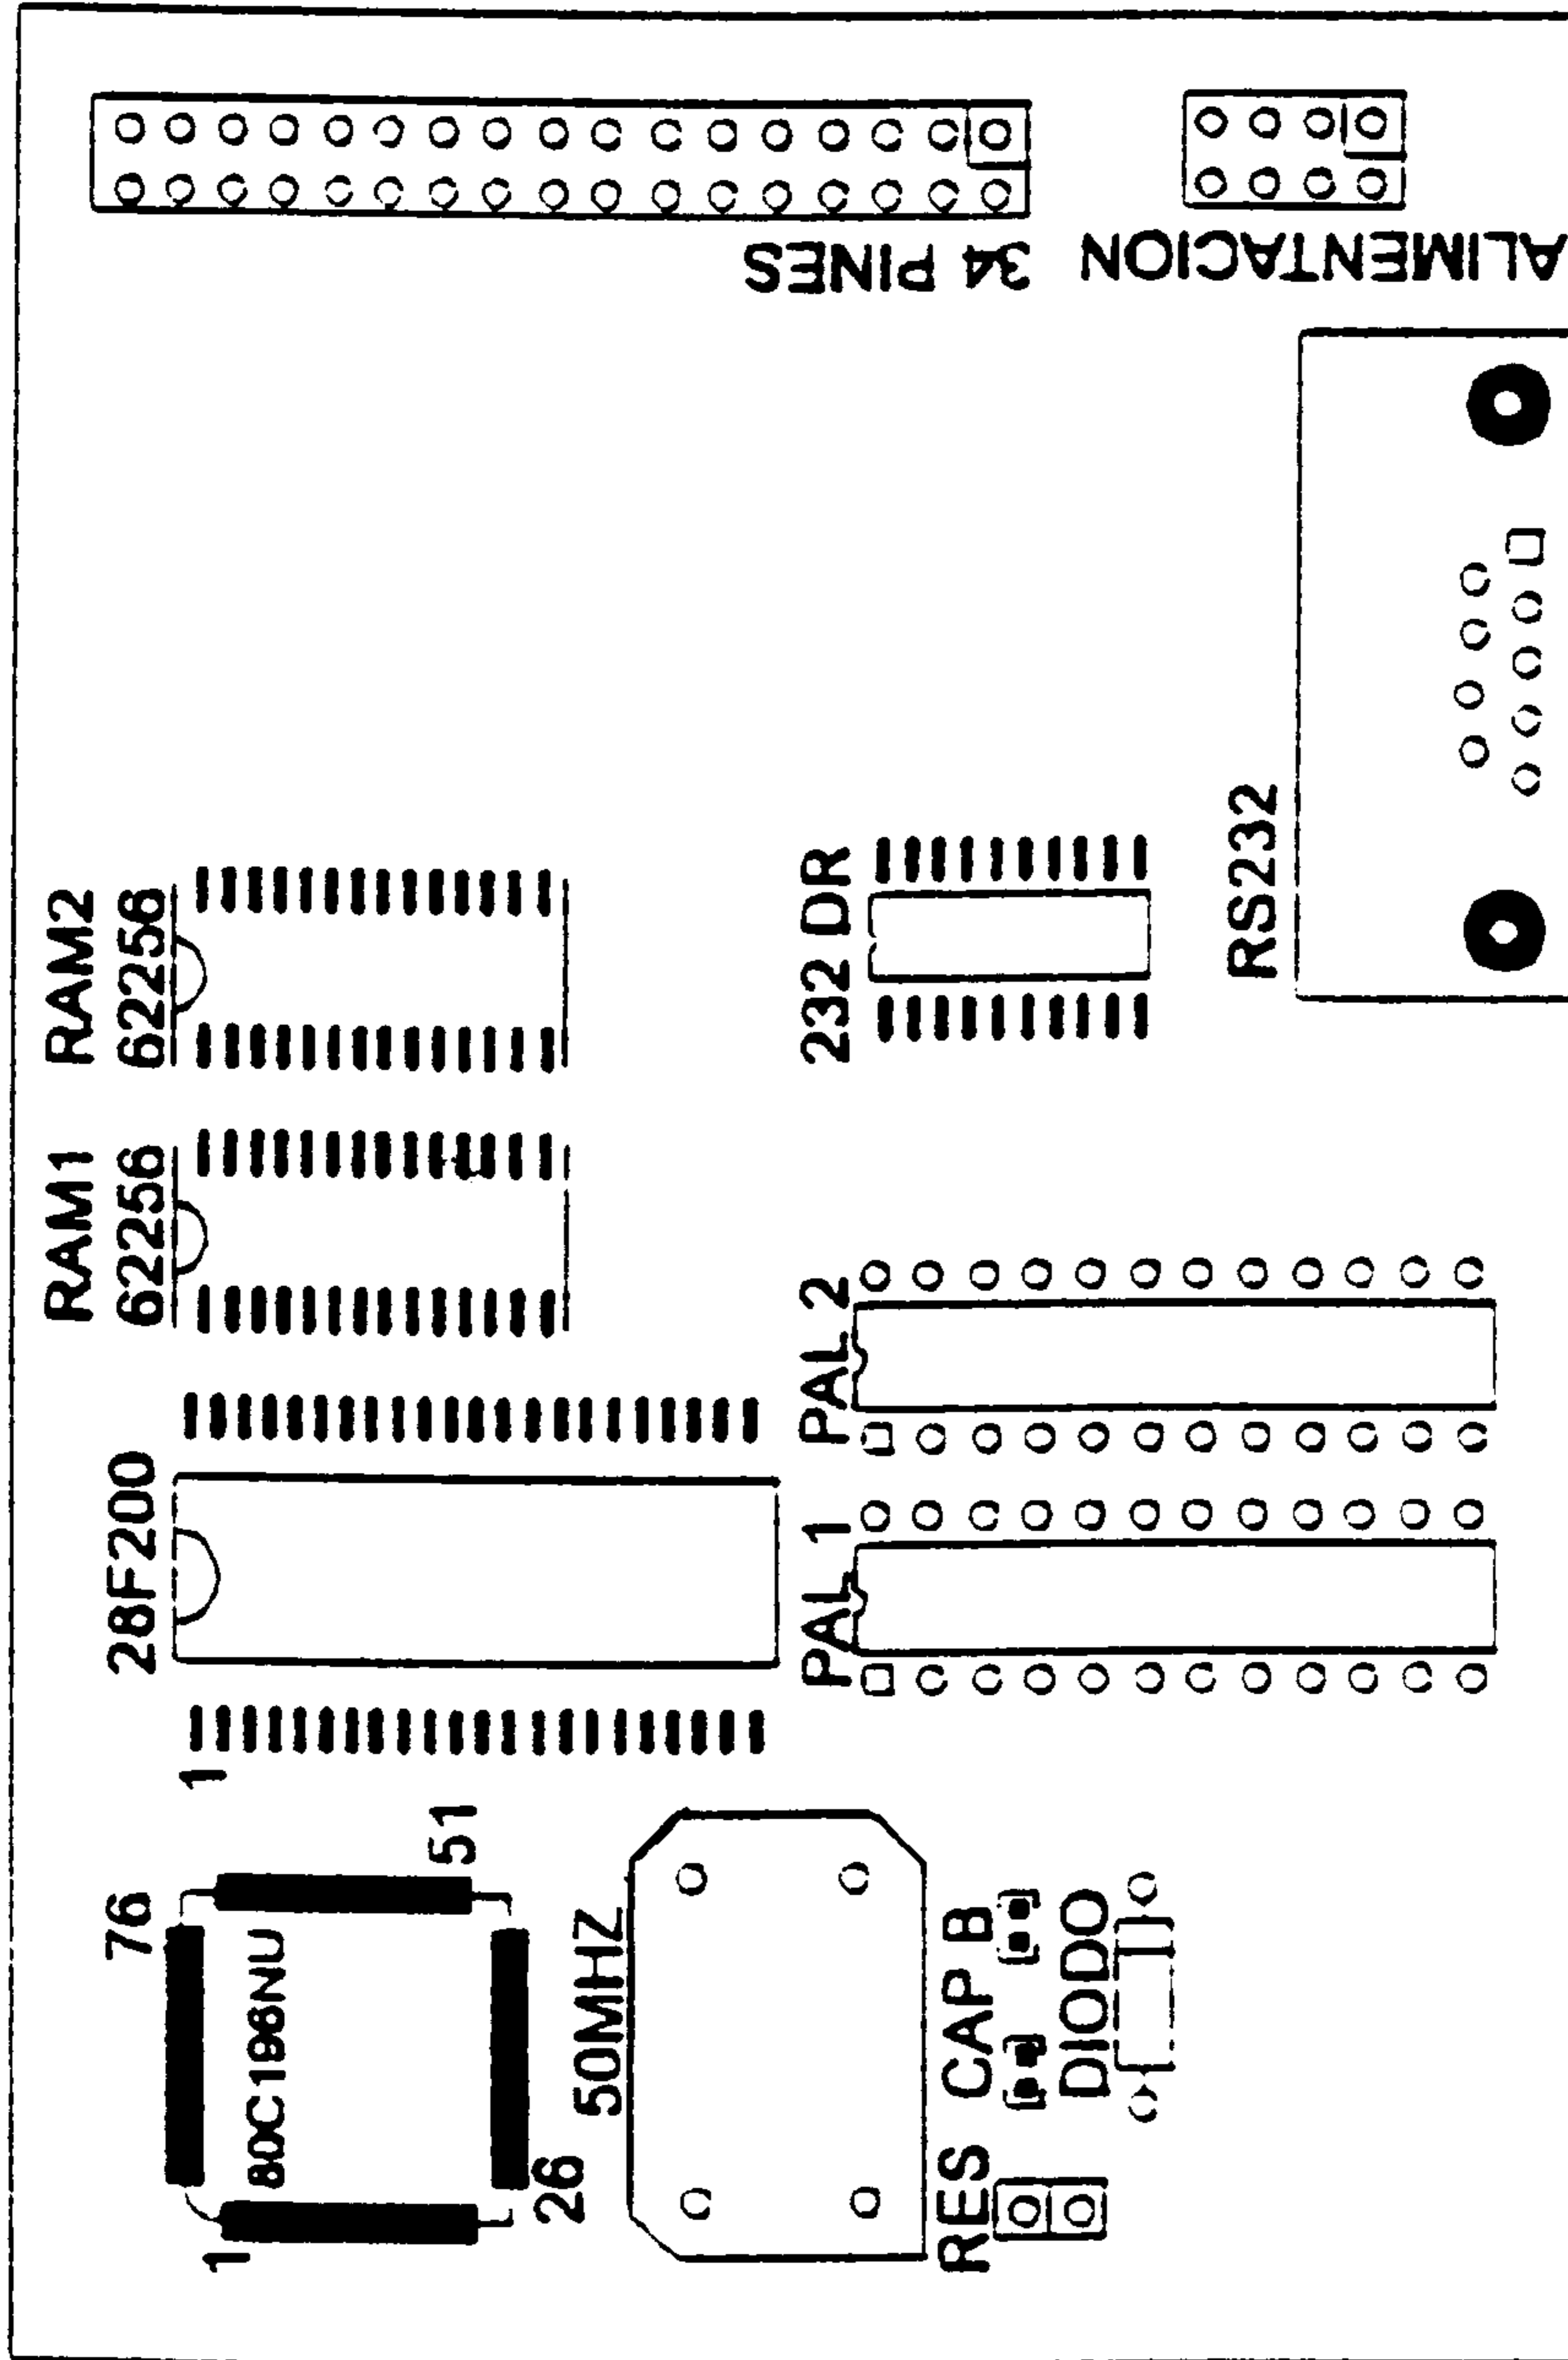 34 PINES
ALIMENTACION
RAM2
62256
232 DR
RS232
RAM1
62256
PAL 2
28F200
PAL 1
1
51
76
80C196NU
50MHZ
CAP B
DIODO
26
RES
1